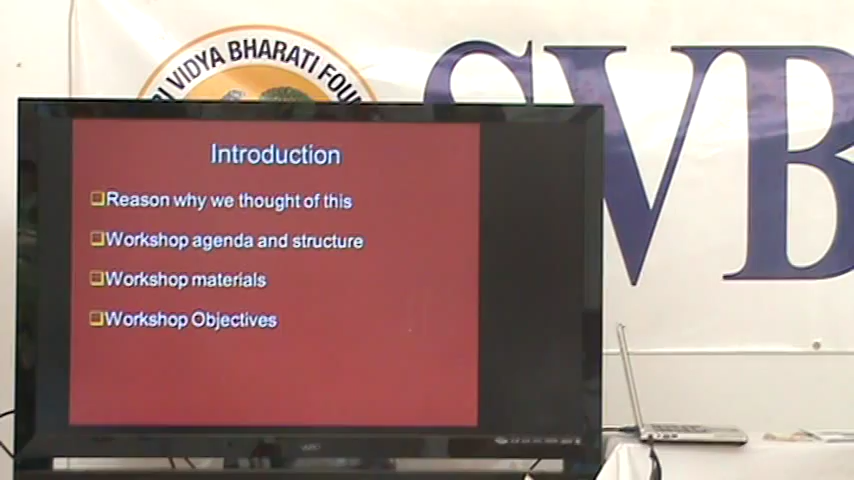 RI VIDYA BHARATI FOU
SVB
Introduction
Reason why we thought of this
Workshop agenda and structure
Workshop materials
Workshop Objectives